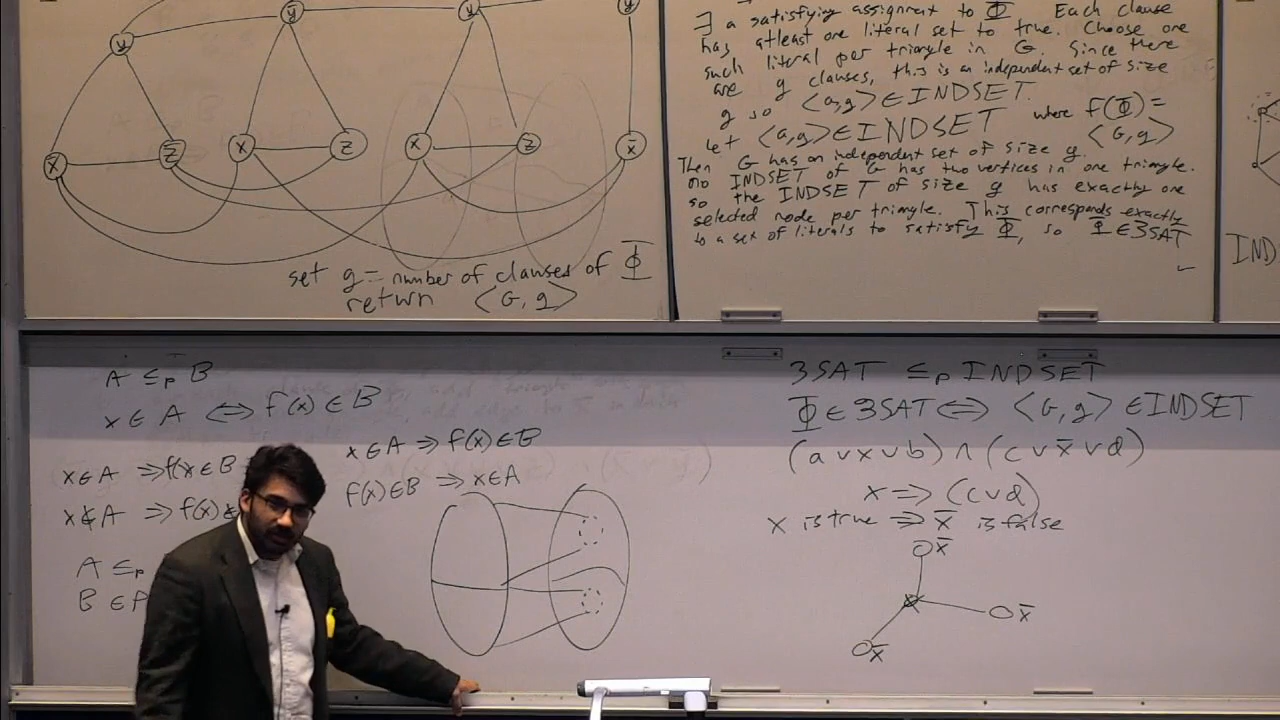 y
ȳ
y
ȳ
x̄
z̄
x
z
x
z
x̄
set g = number of clauses of Φ
return ⟨G, g⟩
∃ a satisfying assignment to Φ. Each clause
has atleast one literal set to true. Choose one
such literal per triangle in G. Since there
are g clauses, this is an independent set of size
g so ⟨G,g⟩ ∈ INDSET.
Let ⟨G,g⟩ ∈ INDSET where f(Φ) = ⟨G,g⟩
Then G has an independent set of size g.
no INDSET of G has two vertices in one triangle.
so the INDSET of size g has exactly one
selected node per triangle. This corresponds exactly
to a set of literals to satisfy Φ, so Φ ∈ 3SAT
✓
IND
A ≤p B
x ∈ A ⟺ f(x) ∈ B
x ∈ A ⇒ f(x ∈ B
x ∉ A ⇒ f(x)
x ∈ A ⇒ f(x) ∈ B
f(x) ∈ B ⇒ x ∈ A
A ≤p
B ∈ P
3SAT ≤p INDSET
Φ ∈ 3SAT ⟺ ⟨G, g⟩ ∈ INDSET
(a ∨ x ∨ b) ∧ (c ∨ x̄ ∨ d)
x ⇒ (c ∨ d)
x is true ⇒ x̄ is false
x̄
x
x̄
x̄